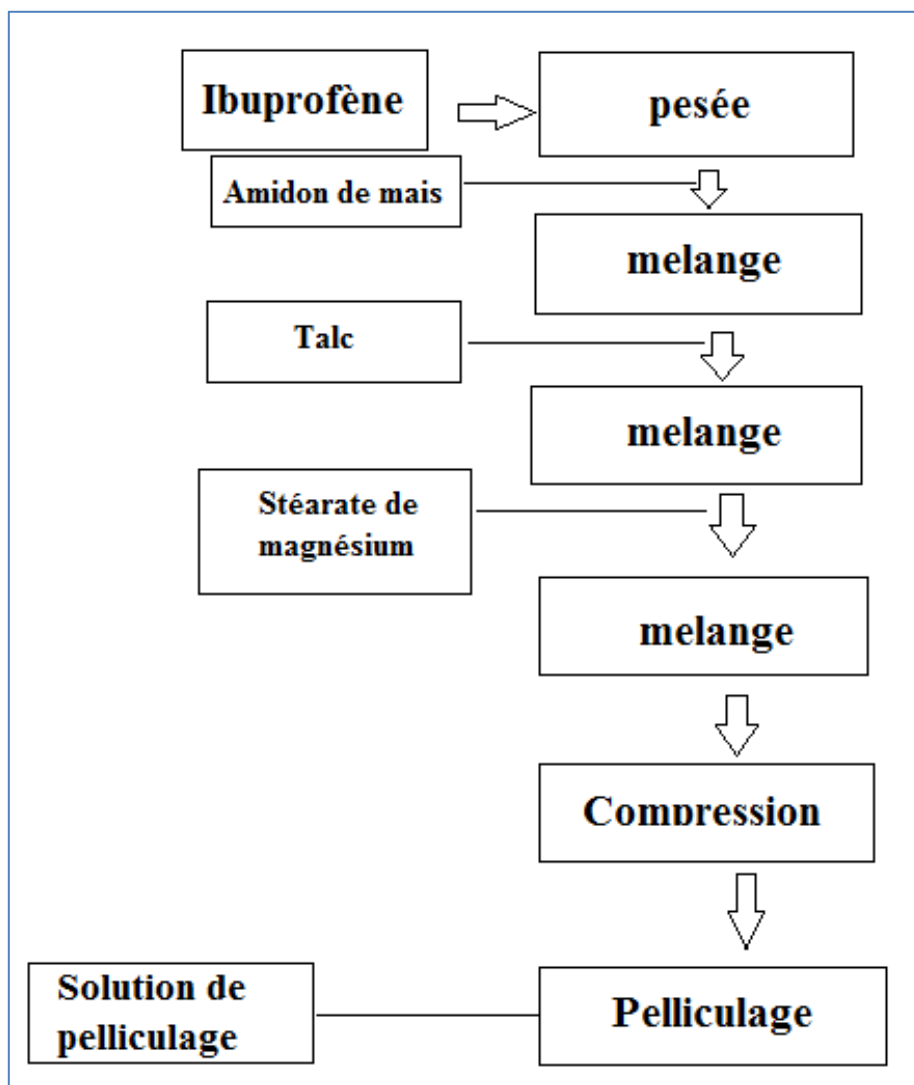 Ibuprofène
pesée
Amidon de mais
melange
Talc
melange
Stéarate de
magnésium
melange
Compression
Solution de
pelliculage
Pelliculage